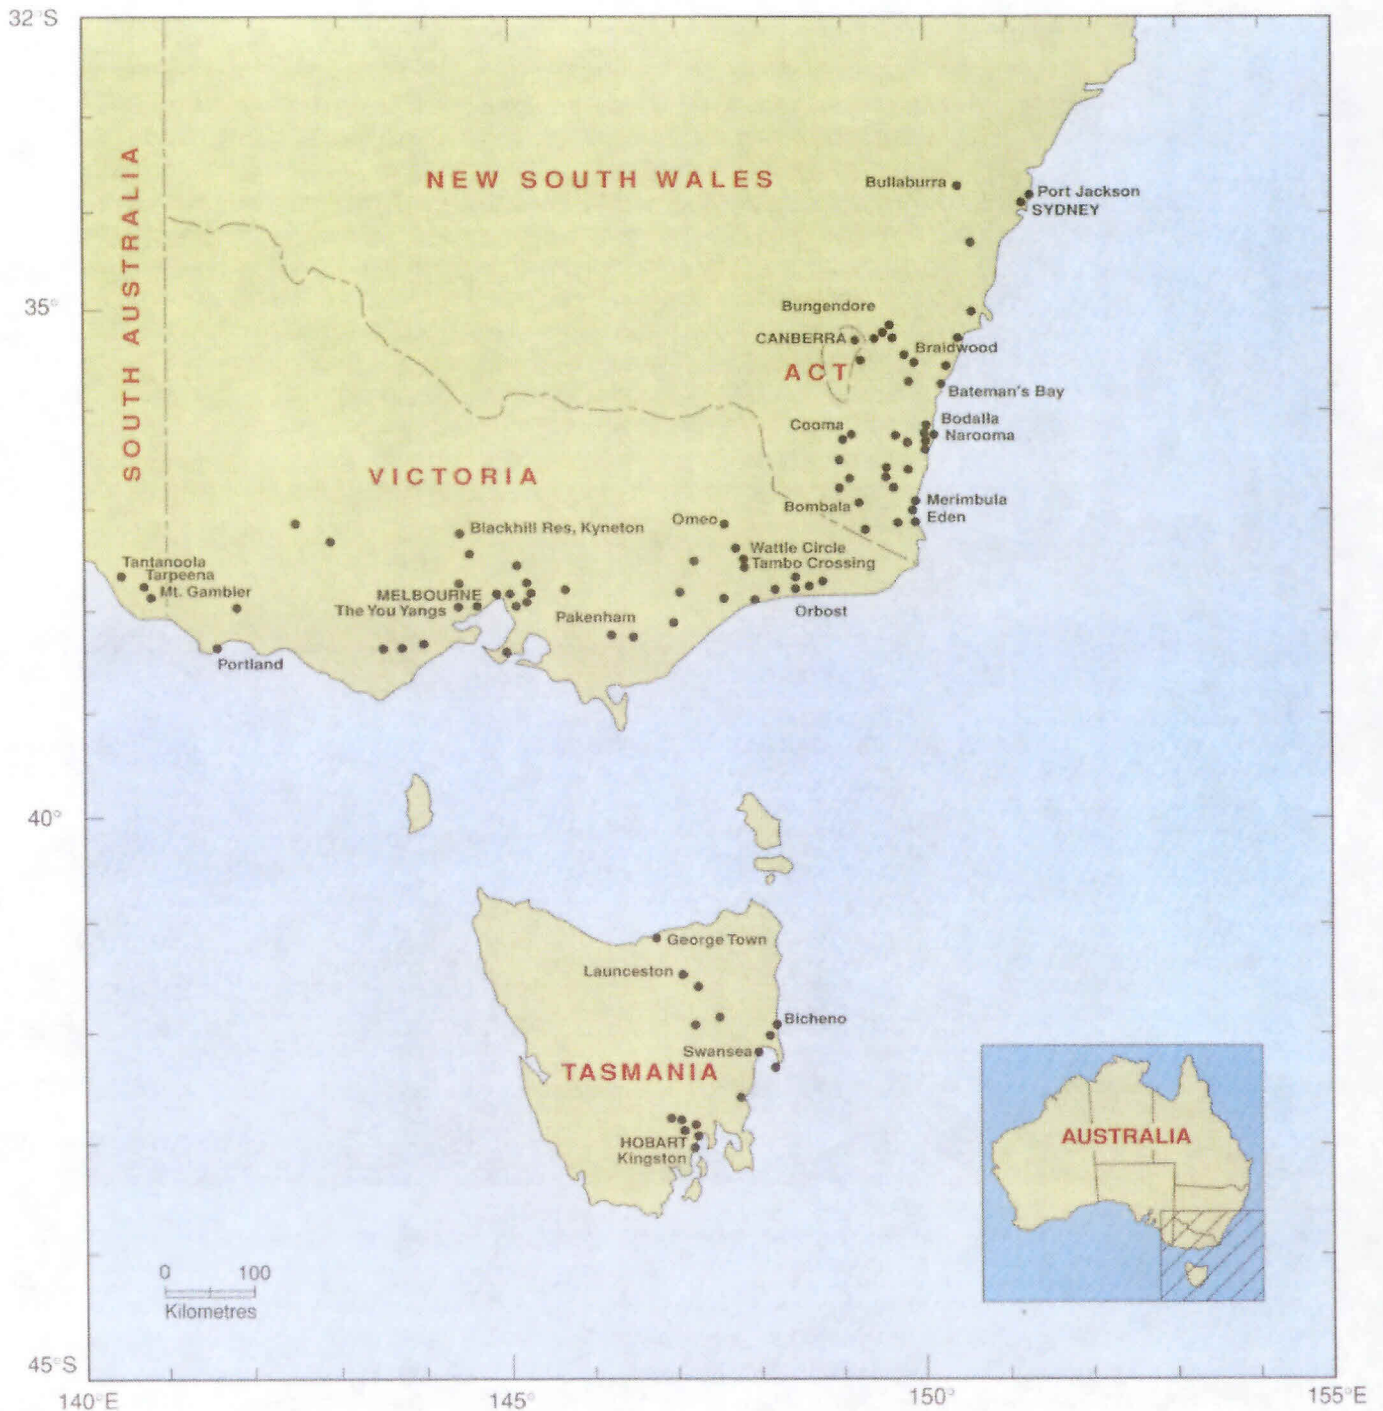 32°S
NEW SOUTH WALES
Bullaburra
Port Jackson
SYDNEY
SOUTH AUSTRALIA
35°
Bungendore
CANBERRA
Braidwood
ACT
Bateman's Bay
Cooma
Bodalla
Narooma
VICTORIA
Bombala
Merimbula
Eden
Omeo
Blackhill Res, Kyneton
Wattle Circle
Tambo Crossing
Tantanoola
Tarpeena
Mt. Gambier
MELBOURNE
The You Yangs
Pakenham
Orbost
Portland
40°
George Town
Launceston
Bicheno
Swansea
TASMANIA
HOBART
Kingston
AUSTRALIA
0 100
Kilometres
45°S
140°E 145° 150° 155°E